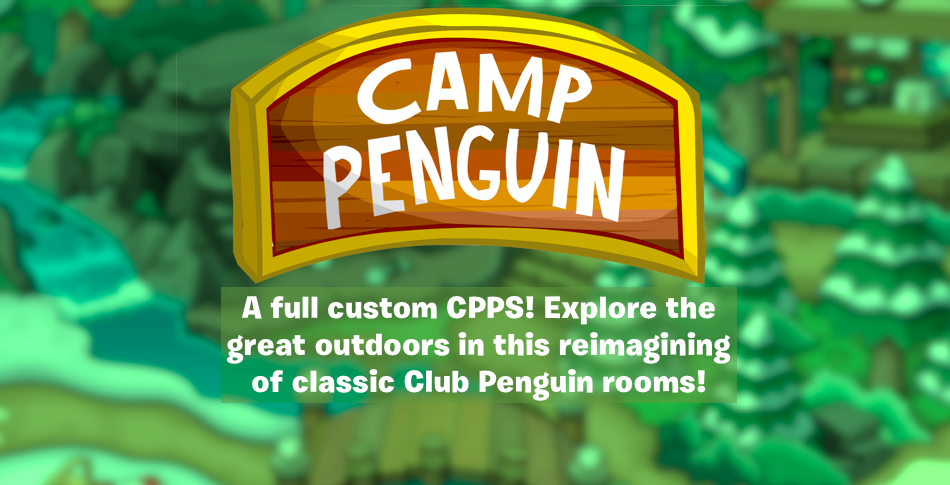 CAMP
PENGUIN
A full custom CPPS! Explore the
great outdoors in this reimagining
of classic Club Penguin rooms!